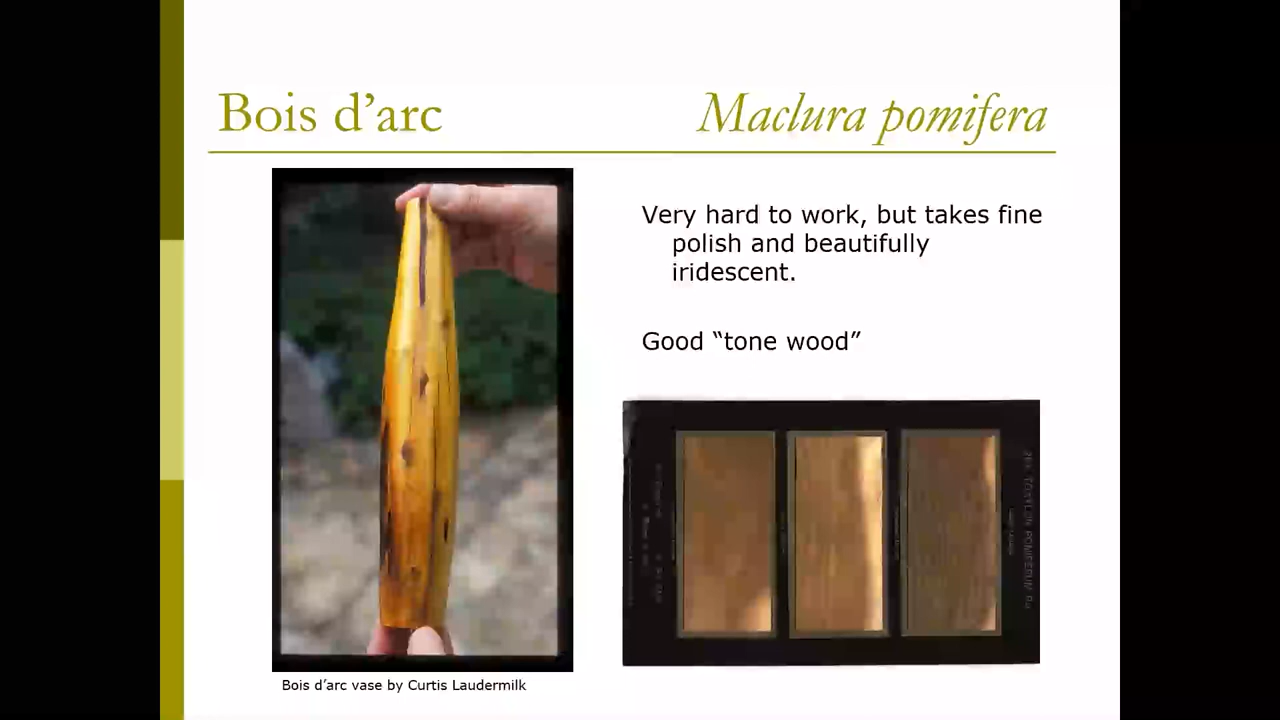 Bois d’arc
Maclura pomifera
Very hard to work, but takes fine
polish and beautifully
iridescent.
Good “tone wood”
Bois d’arc vase by Curtis Laudermilk